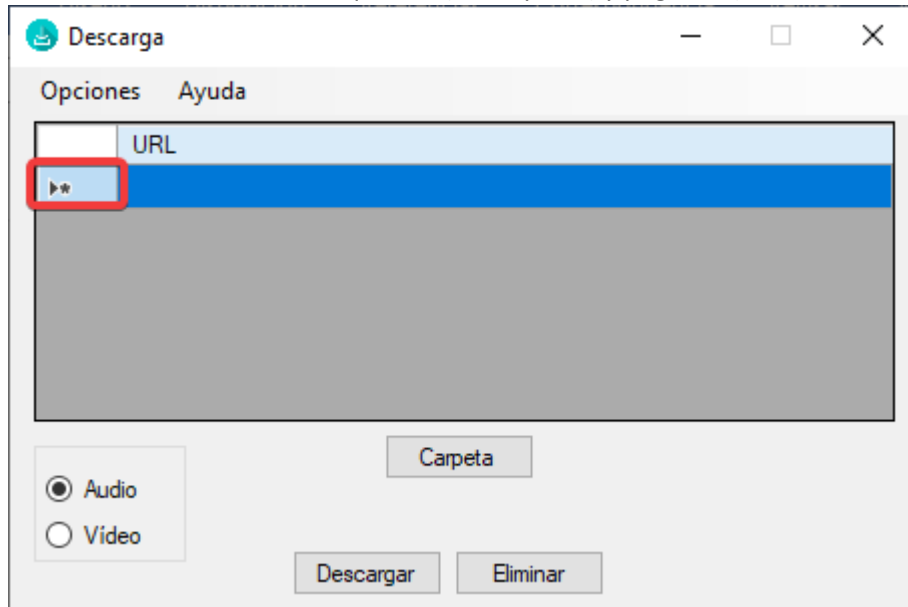 Descarga
Opciones Ayuda
URL
Carpeta
Audio
Vídeo
Descargar Eliminar